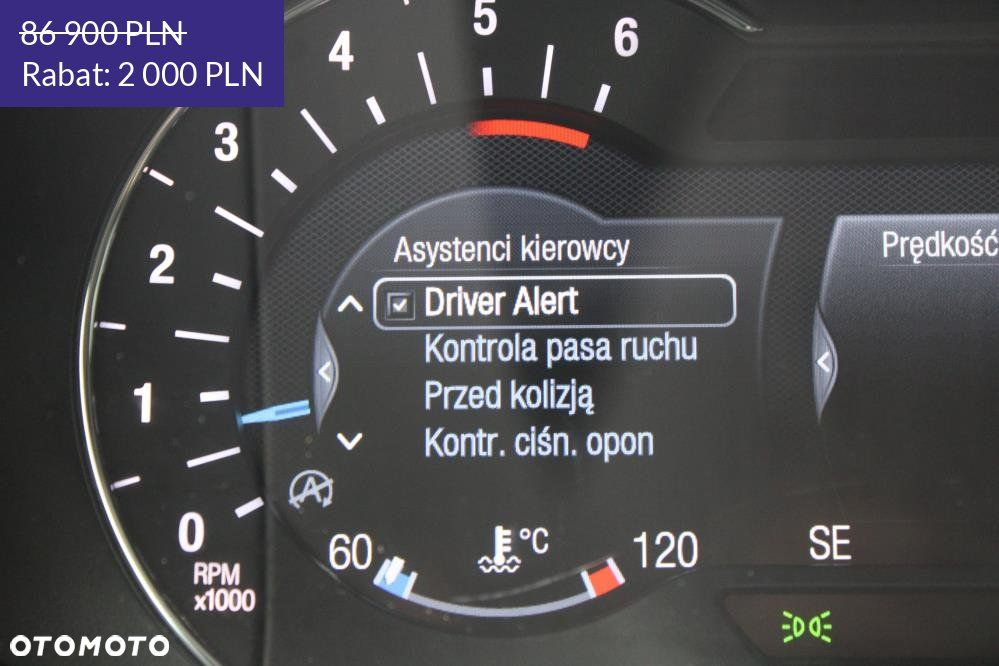 86 900 PLN
Rabat: 2 000 PLN
5
6
4
3
2
1
0
RPM
x1000
Asystenci kierowcy
Driver Alert
Kontrola pasa ruchu
Przed kolizją
Kontr. ciśn. opon
Prędkość
A
60
°C
120
SE
OTOMOTO